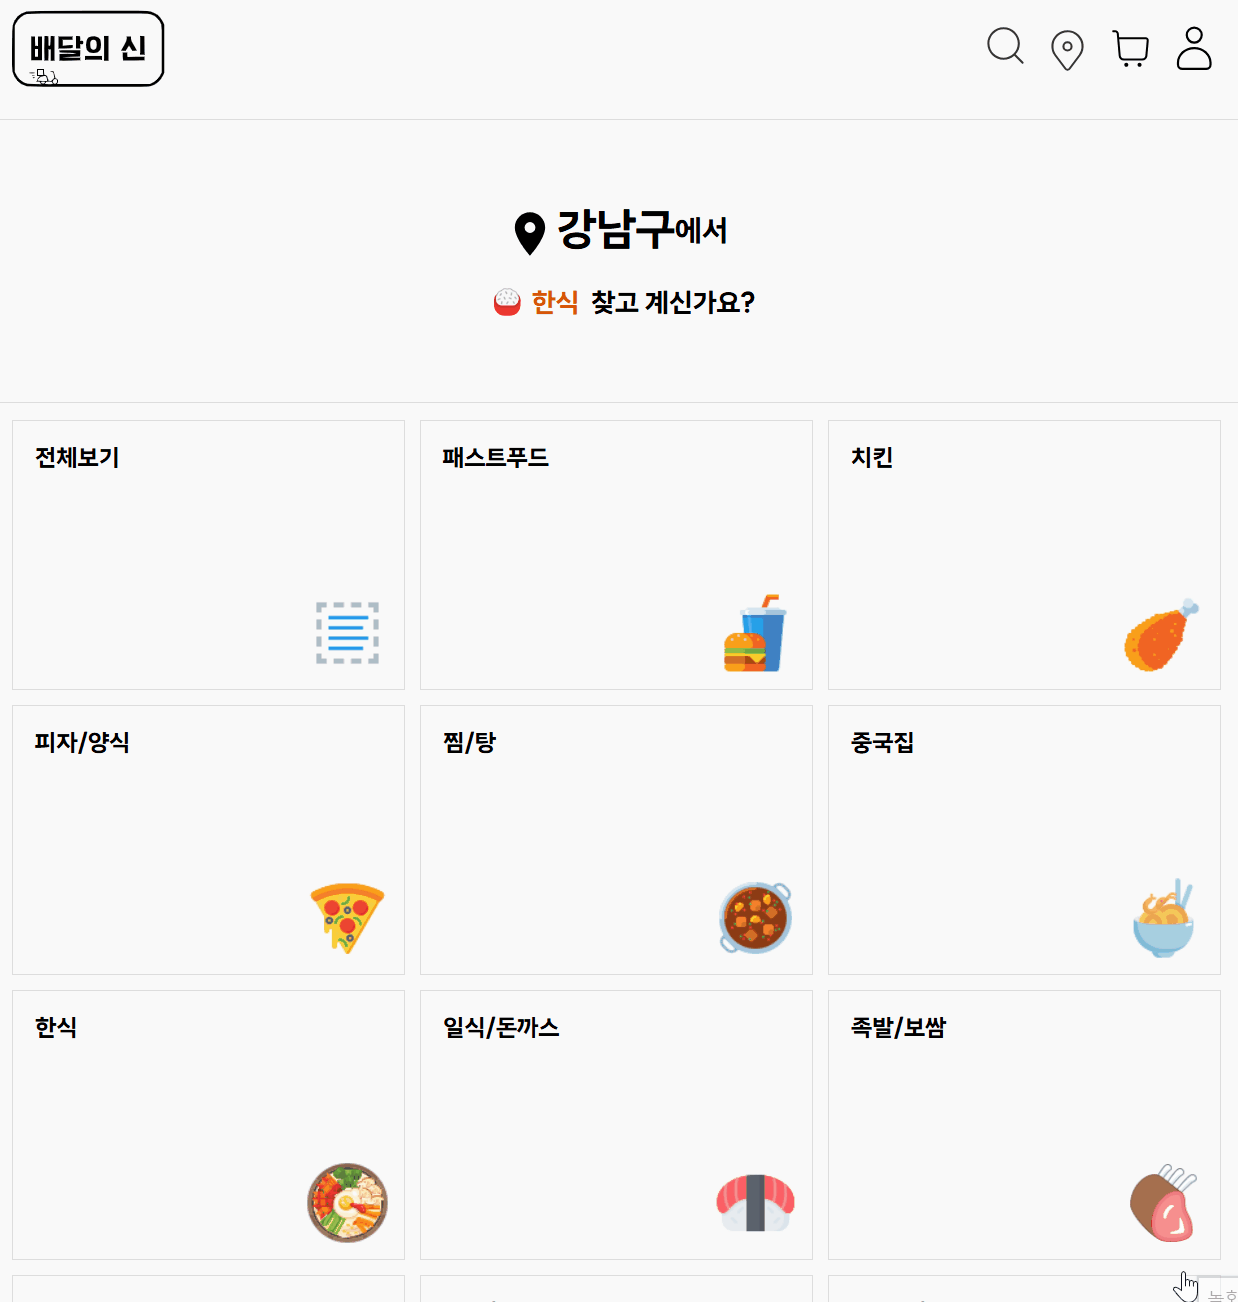 배달의 신
강남구에서
한식 찾고 계신가요?
전체보기
패스트푸드
치킨
피자/양식
찜/탕
중국집
한식
일식/돈까스
족발/보쌈